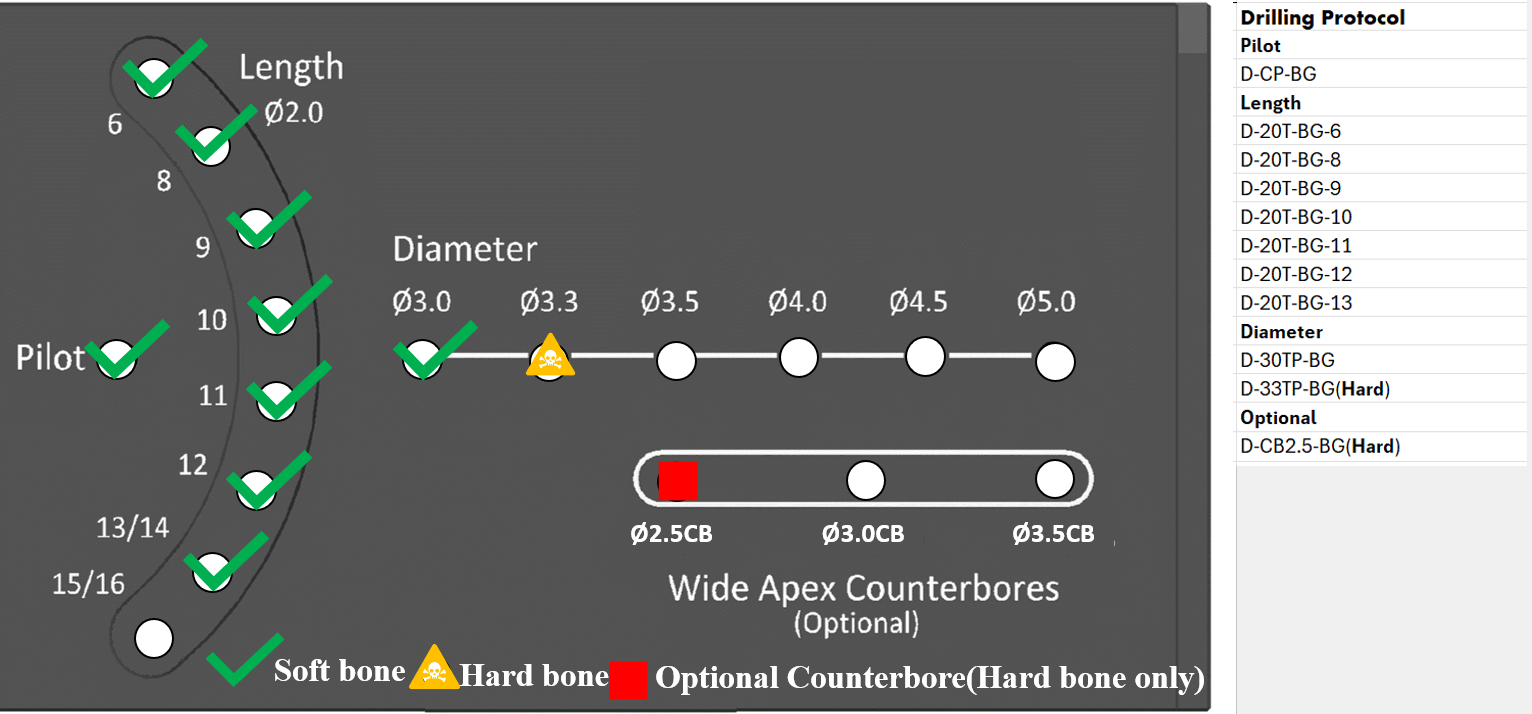 Length
Ø2.0
6
8
9
10
Pilot
11
12
13/14
15/16
Diameter
Ø3.0 Ø3.3 Ø3.5 Ø4.0 Ø4.5 Ø5.0
Ø2.5CB Ø3.0CB Ø3.5CB
Wide Apex Counterbores
(Optional)
Soft bone Hard bone Optional Counterbore(Hard bone only)
Drilling Protocol
Pilot
D-CP-BG
Length
D-20T-BG-6
D-20T-BG-8
D-20T-BG-9
D-20T-BG-10
D-20T-BG-11
D-20T-BG-12
D-20T-BG-13
Diameter
D-30TP-BG
D-33TP-BG(Hard)
Optional
D-CB2.5-BG(Hard)